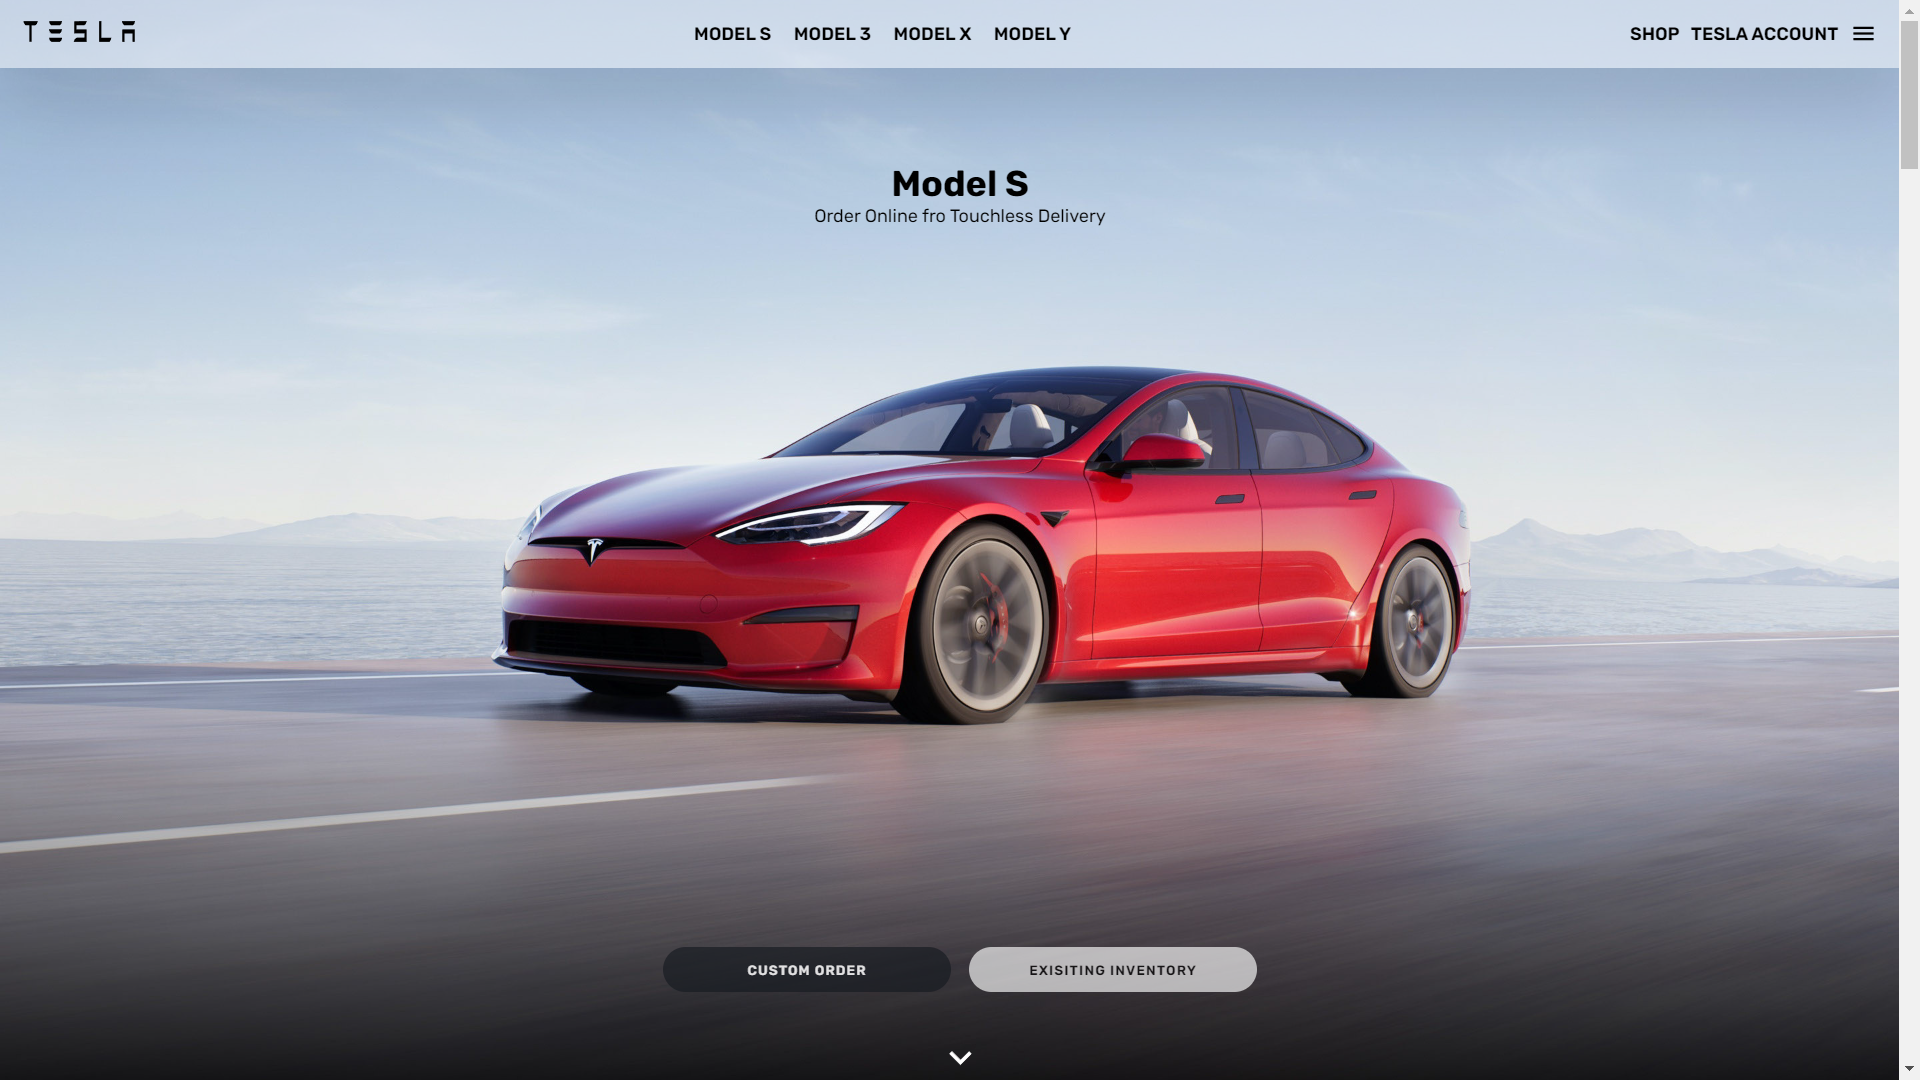 TESLA
MODEL S MODEL 3 MODEL X MODEL Y
SHOP TESLA ACCOUNT
Model S
Order Online fro Touchless Delivery
CUSTOM ORDER
EXISITING INVENTORY